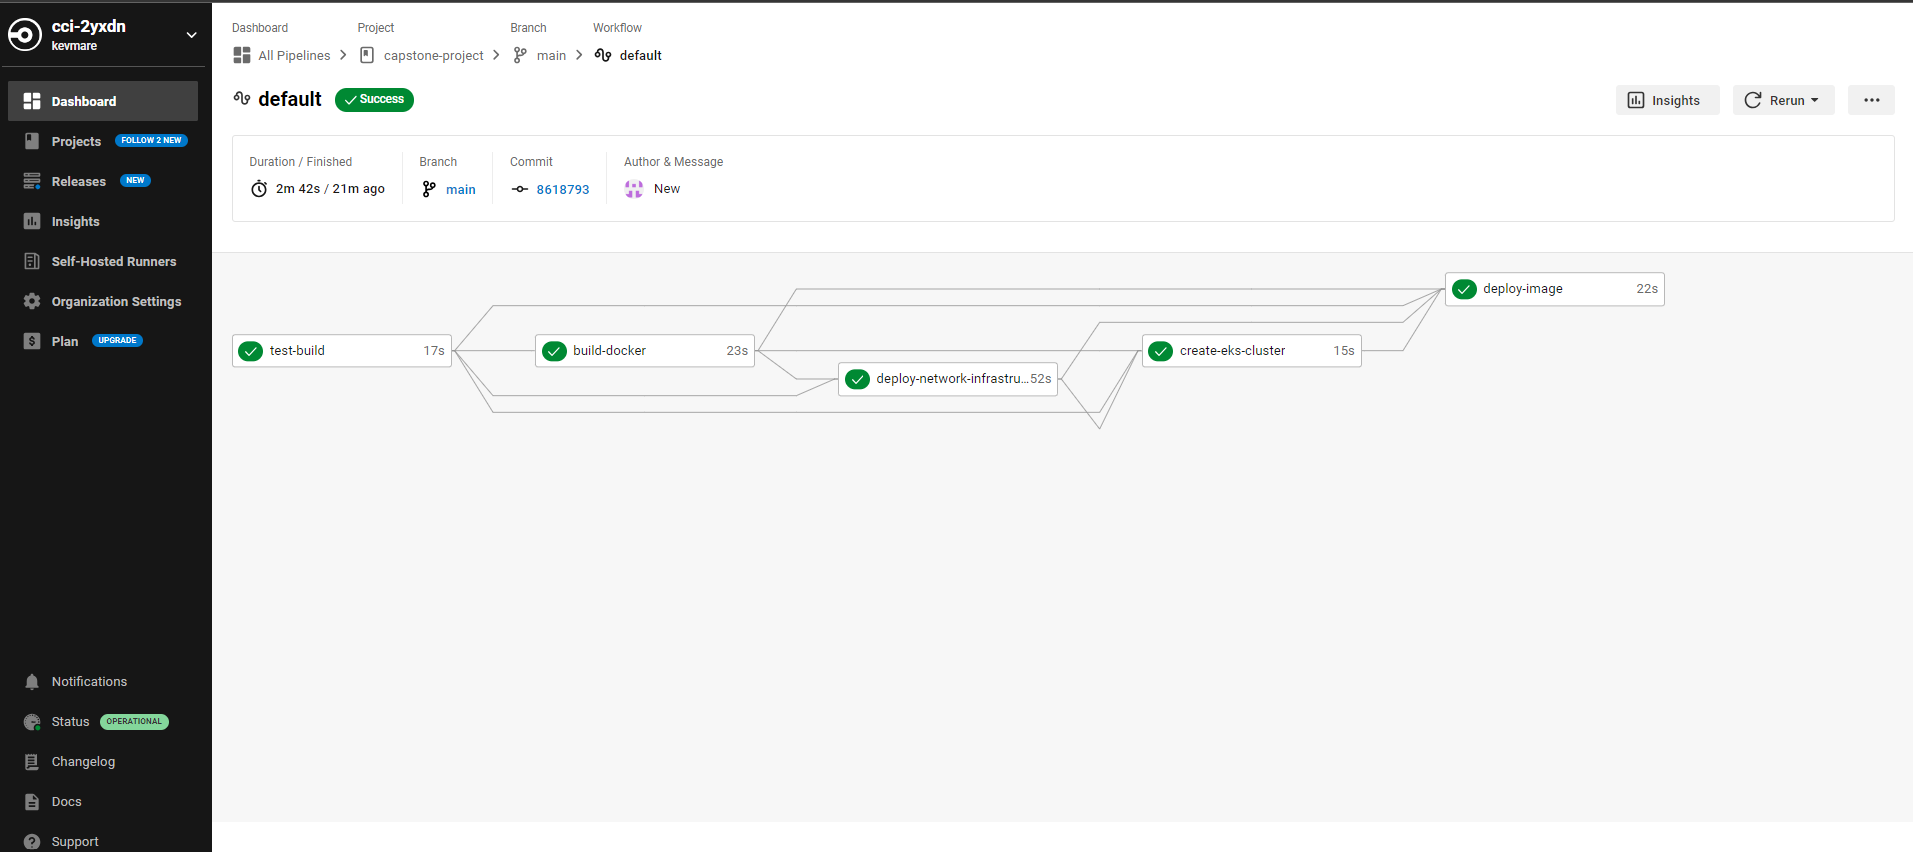 cci-2yxdn
kevmare
Dashboard
Projects FOLLOW 2 NEW
Releases NEW
Insights
Self-Hosted Runners
Organization Settings
Plan UPGRADE
Notifications
Status OPERATIONAL
Changelog
Docs
Support
Dashboard Project Branch Workflow
All Pipelines capstone-project main default
default Success
Insights Rerun
Duration / Finished Branch Commit Author & Message
2m 42s / 21m ago main 8618793 New
deploy-image 22s
test-build 17s build-docker 23s create-eks-cluster 15s
deploy-network-infrastru...52s